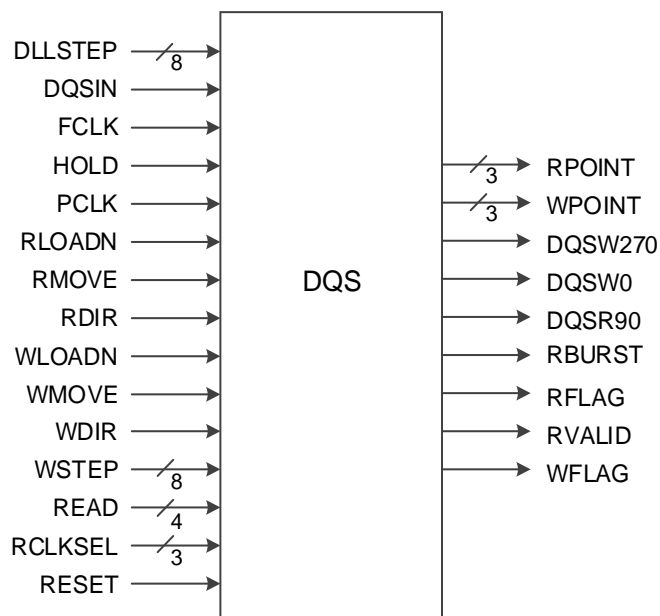 DLLSTEP
8
DQSIN
FCLK
HOLD
PCLK
RLOADN
RMOVE
RDIR
WLOADN
WMOVE
WDIR
WSTEP
8
READ
4
RCLKSEL
3
RESET
DQS
RPOINT
3
WPOINT
3
DQSW270
DQSW0
DQSR90
RBURST
RFLAG
RVALID
WFLAG